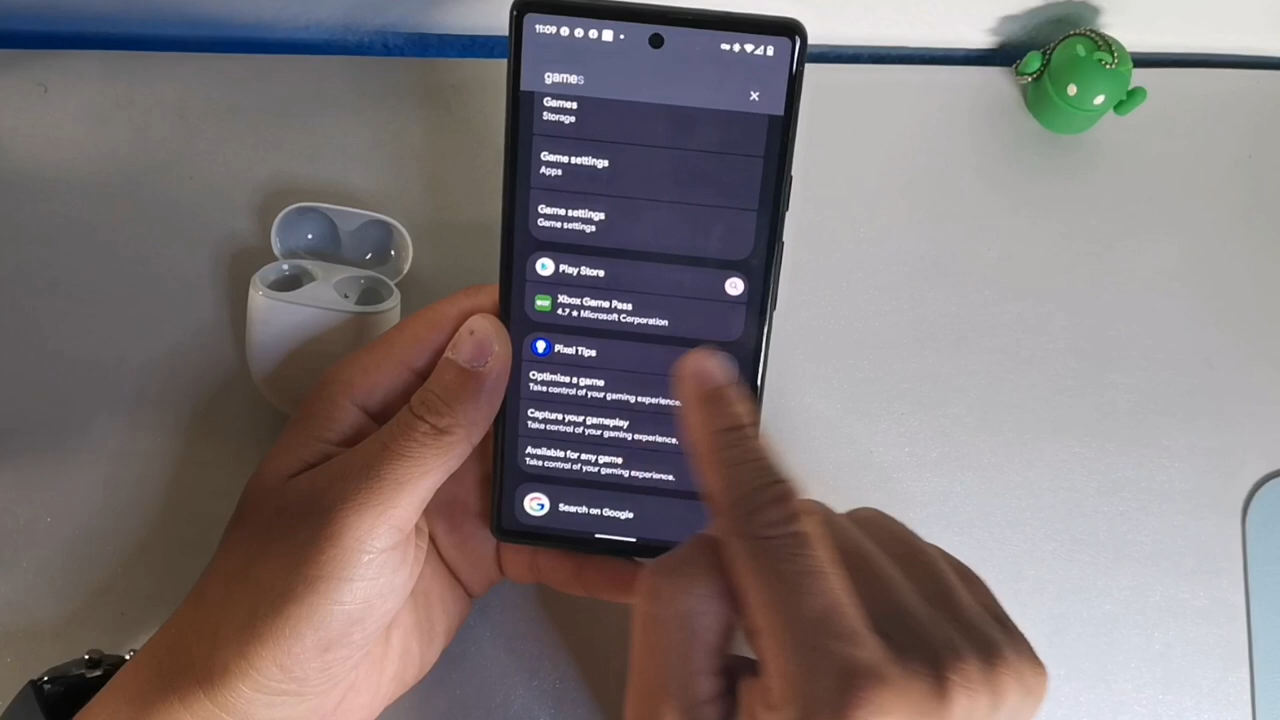 11:09
games
Games
Storage
Game settings
Apps
Game settings
Game settings
Play Store
Xbox Game Pass
4.7 ★ Microsoft Corporation
Pixel Tips
Optimize a game
Take control of your gaming experience.
Capture your gameplay
Take control of your gaming experience.
Available for any game
Take control of your gaming experience.
Search on Google